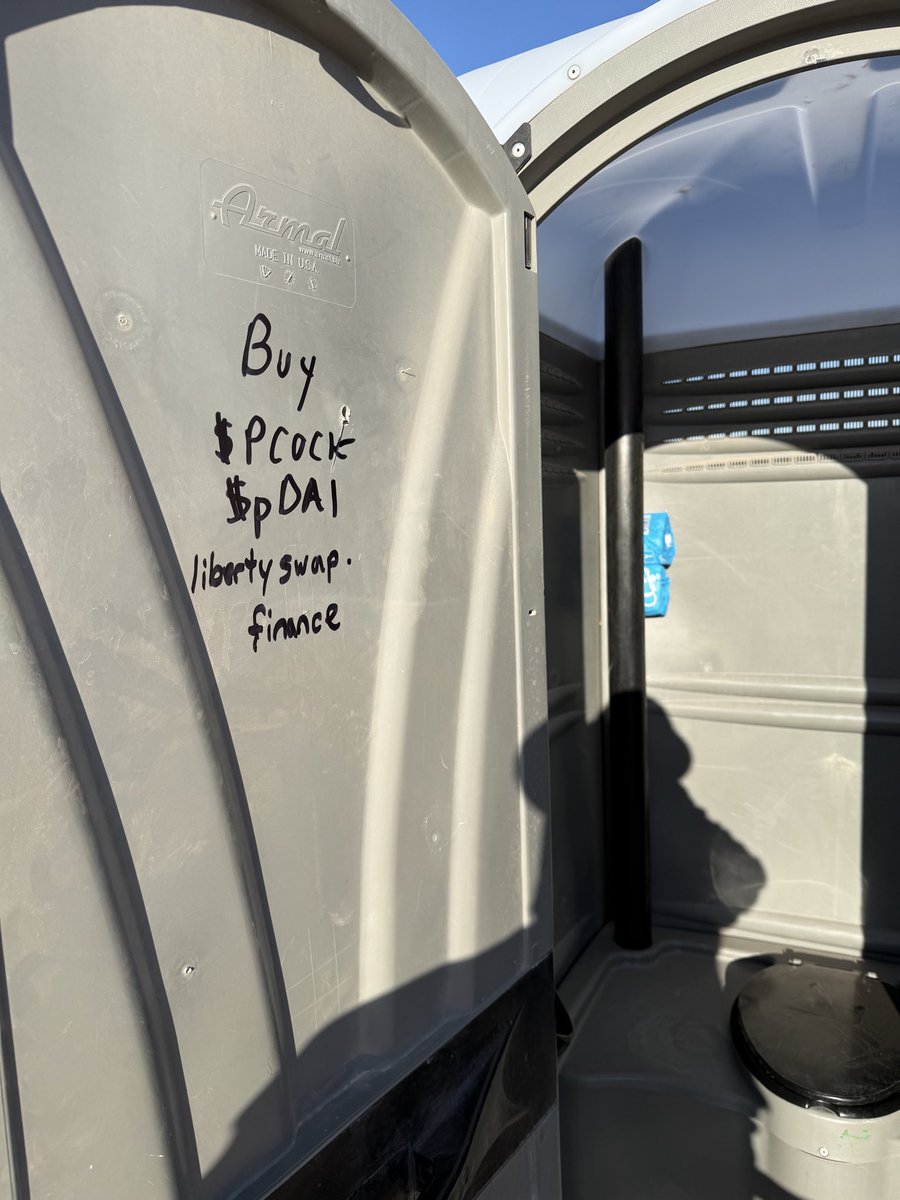 Armal
MADE IN U.S.A.
Buy
$PCOCK
$pDAI
libertyswap.
finance